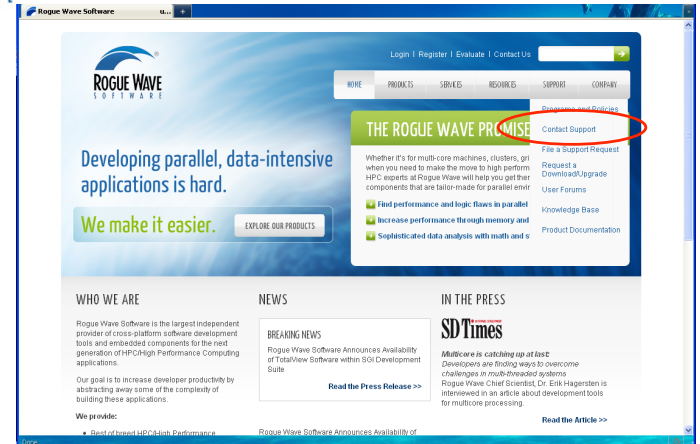 Rogue Wave Software u...
Login | Register | Evaluate | Contact Us
ROGUE WAVE
SOFTWARE
HOME PRODUCTS SERVICES RESOURCES SUPPORT COMPANY
Programs and Policies
Contact Support
File a Support Request
Request a
Download/Upgrade
User Forums
Knowledge Base
Product Documentation
THE ROGUE WAVE PROMISE
Whether it's for multi-core machines, clusters, gri
when you need to make the move to high perform
HPC experts at Rogue Wave will help you get ther
components that are tailor-made for parallel envir
Find performance and logic flaws in parallel
Increase performance through memory and
Sophisticated data analysis with math and s
Developing parallel, data-intensive
applications is hard.
We make it easier.
EXPLORE OUR PRODUCTS
WHO WE ARE
Rogue Wave Software is the largest independent
provider of cross-platform software development
tools and embedded components for the next
generation of HPC/High Performance Computing
applications.
Our goal is to increase developer productivity by
abstracting away some of the complexity of
building these applications.
We provide:
Best of breed HPC/High Performance
NEWS
BREAKING NEWS
Rogue Wave Software Announces Availability
of TotalView Software within SGI Development
Suite
Read the Press Release >>
Rogue Wave Software Announces Availability of
IN THE PRESS
SD Times
Multicore is catching up at
last:
Developers are finding ways to overcome
challenges in multi-threaded systems
Rogue Wave Chief Scientist, Dr. Erik Hagersten is
interviewed in an article about development tools
for multicore processing.
Read the Article >>
Done